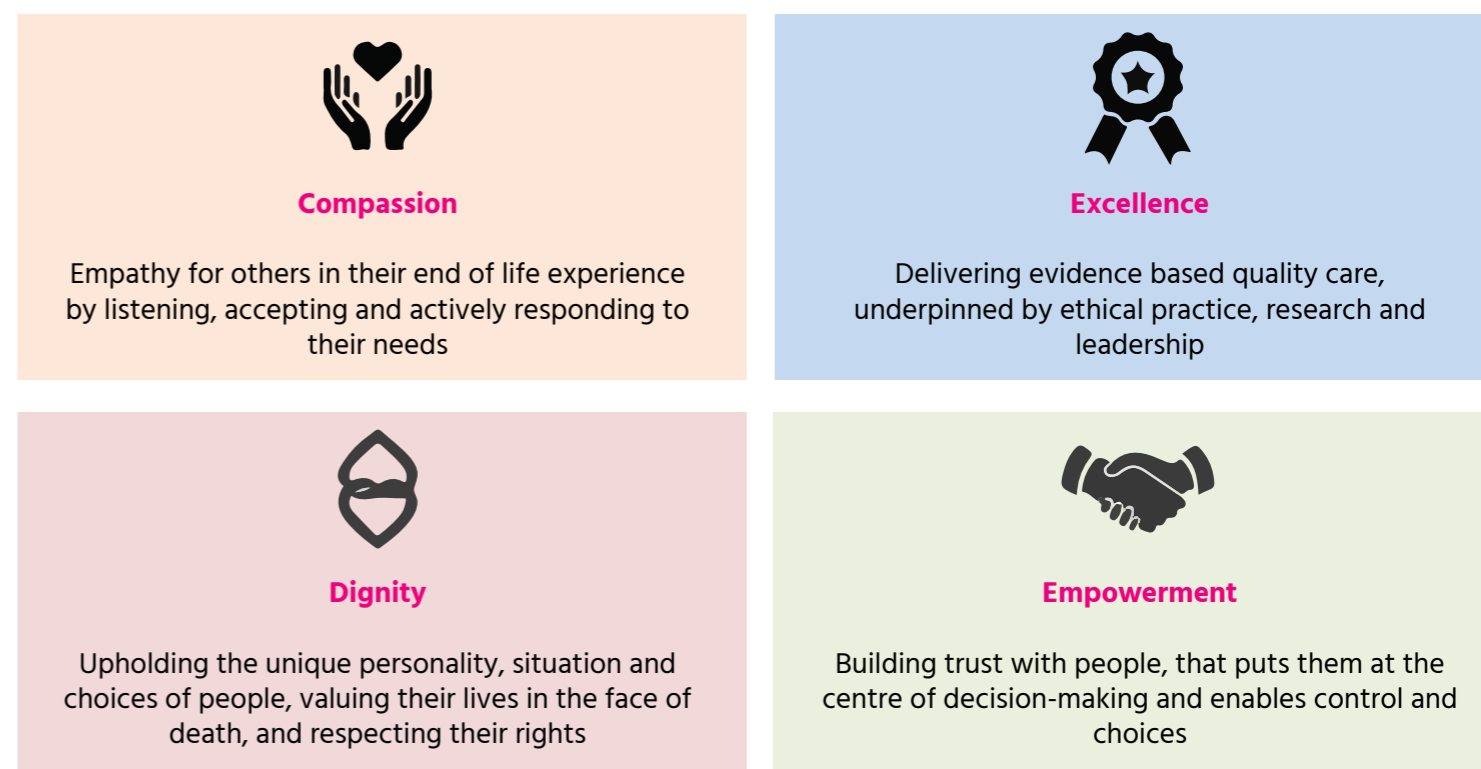 Compassion
Empathy for others in their end of life experience
by listening, accepting and actively responding to
their needs
Excellence
Delivering evidence based quality care,
underpinned by ethical practice, research and
leadership
Dignity
Upholding the unique personality, situation and
choices of people, valuing their lives in the face of
death, and respecting their rights
Empowerment
Building trust with people, that puts them at the
centre of decision-making and enables control and
choices